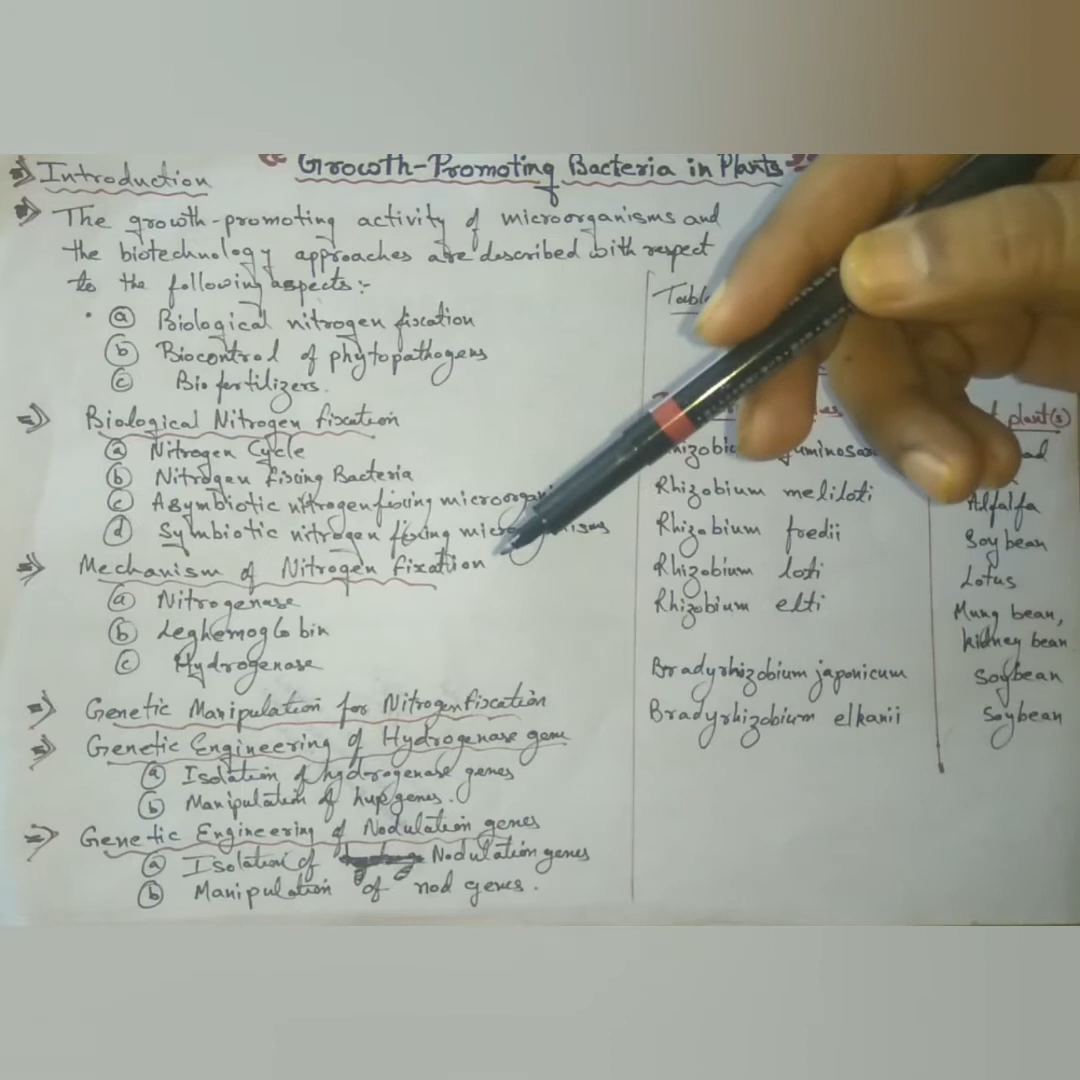 Growth-Promoting Bacteria in Plants
Introduction
The growth-promoting activity of microorganisms and
the biotechnology approaches are described with respect
to the following aspects:-
(a) Biological nitrogen fixation
(b) Biocontrol of phytopathogens
(c) Bio fertilizers.
Biological Nitrogen fixation
(a) Nitrogen Cycle
(b) Nitrogen fixing Bacteria
(c) Asymbiotic nitrogen fixing
(d) Symbiotic nitrogen fixing
Mechanism of Nitrogen fixation
(a) Nitrogenase
(b) Leghemoglobin
(c) Hydrogenase
Genetic Manipulation for Nitrogen fixation
Genetic Engineering of Hydrogenase gene
(a) Isolation of hydrogenase genes
(b) Manipulation of hup genes.
Genetic Engineering of Nodulation genes
(a) Isolation of Nodulation genes
(b) Manipulation of nod genes.
plant(s)
Rhizobium meliloti Alfalfa
Rhizobium froedii Soybean
Rhizobium loti Lotus
Rhizobium elti Mung bean,
kidney bean
Bradyrhizobium japonicum Soybean
Bradyrhizobium elkanii Soybean